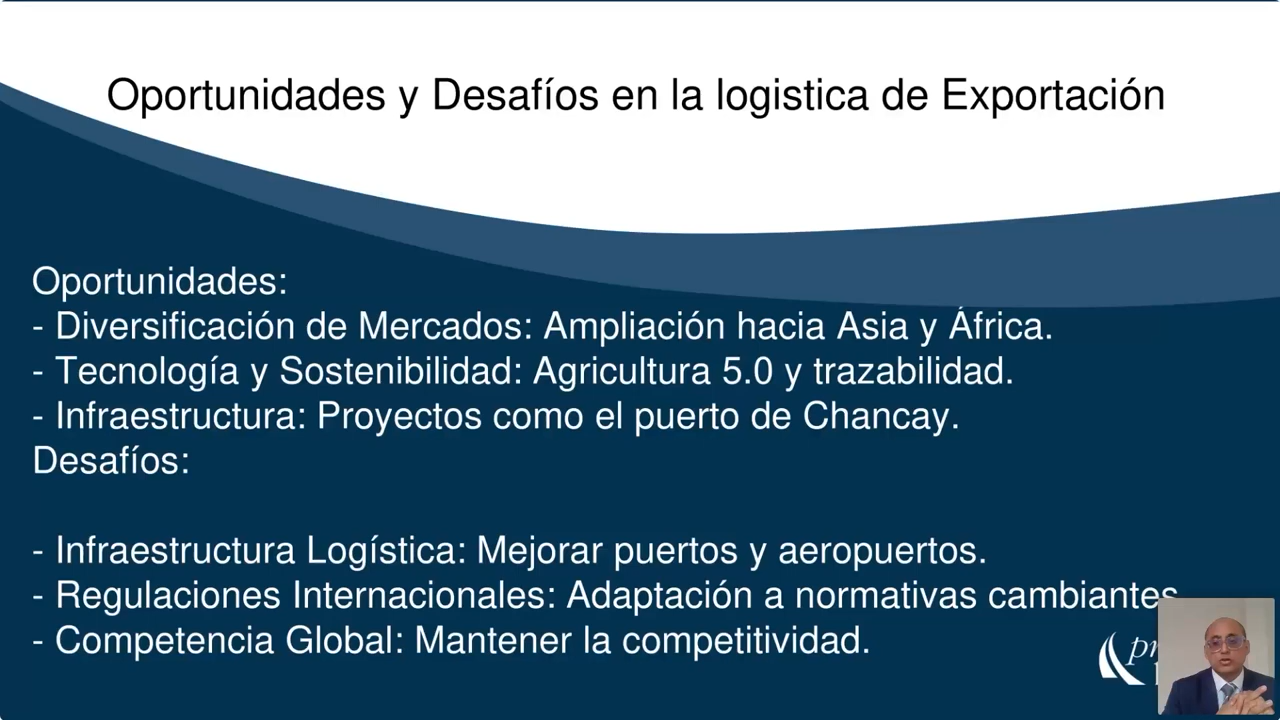 Oportunidades y Desafíos en la logistica de Exportación
Oportunidades:
- Diversificación de Mercados: Ampliación hacia Asia y África.
- Tecnología y Sostenibilidad: Agricultura 5.0 y trazabilidad.
- Infraestructura: Proyectos como el puerto de Chancay.
Desafíos:
- Infraestructura Logística: Mejorar puertos y aeropuertos.
- Regulaciones Internacionales: Adaptación a normativas cambiantes
- Competencia Global: Mantener la competitividad.